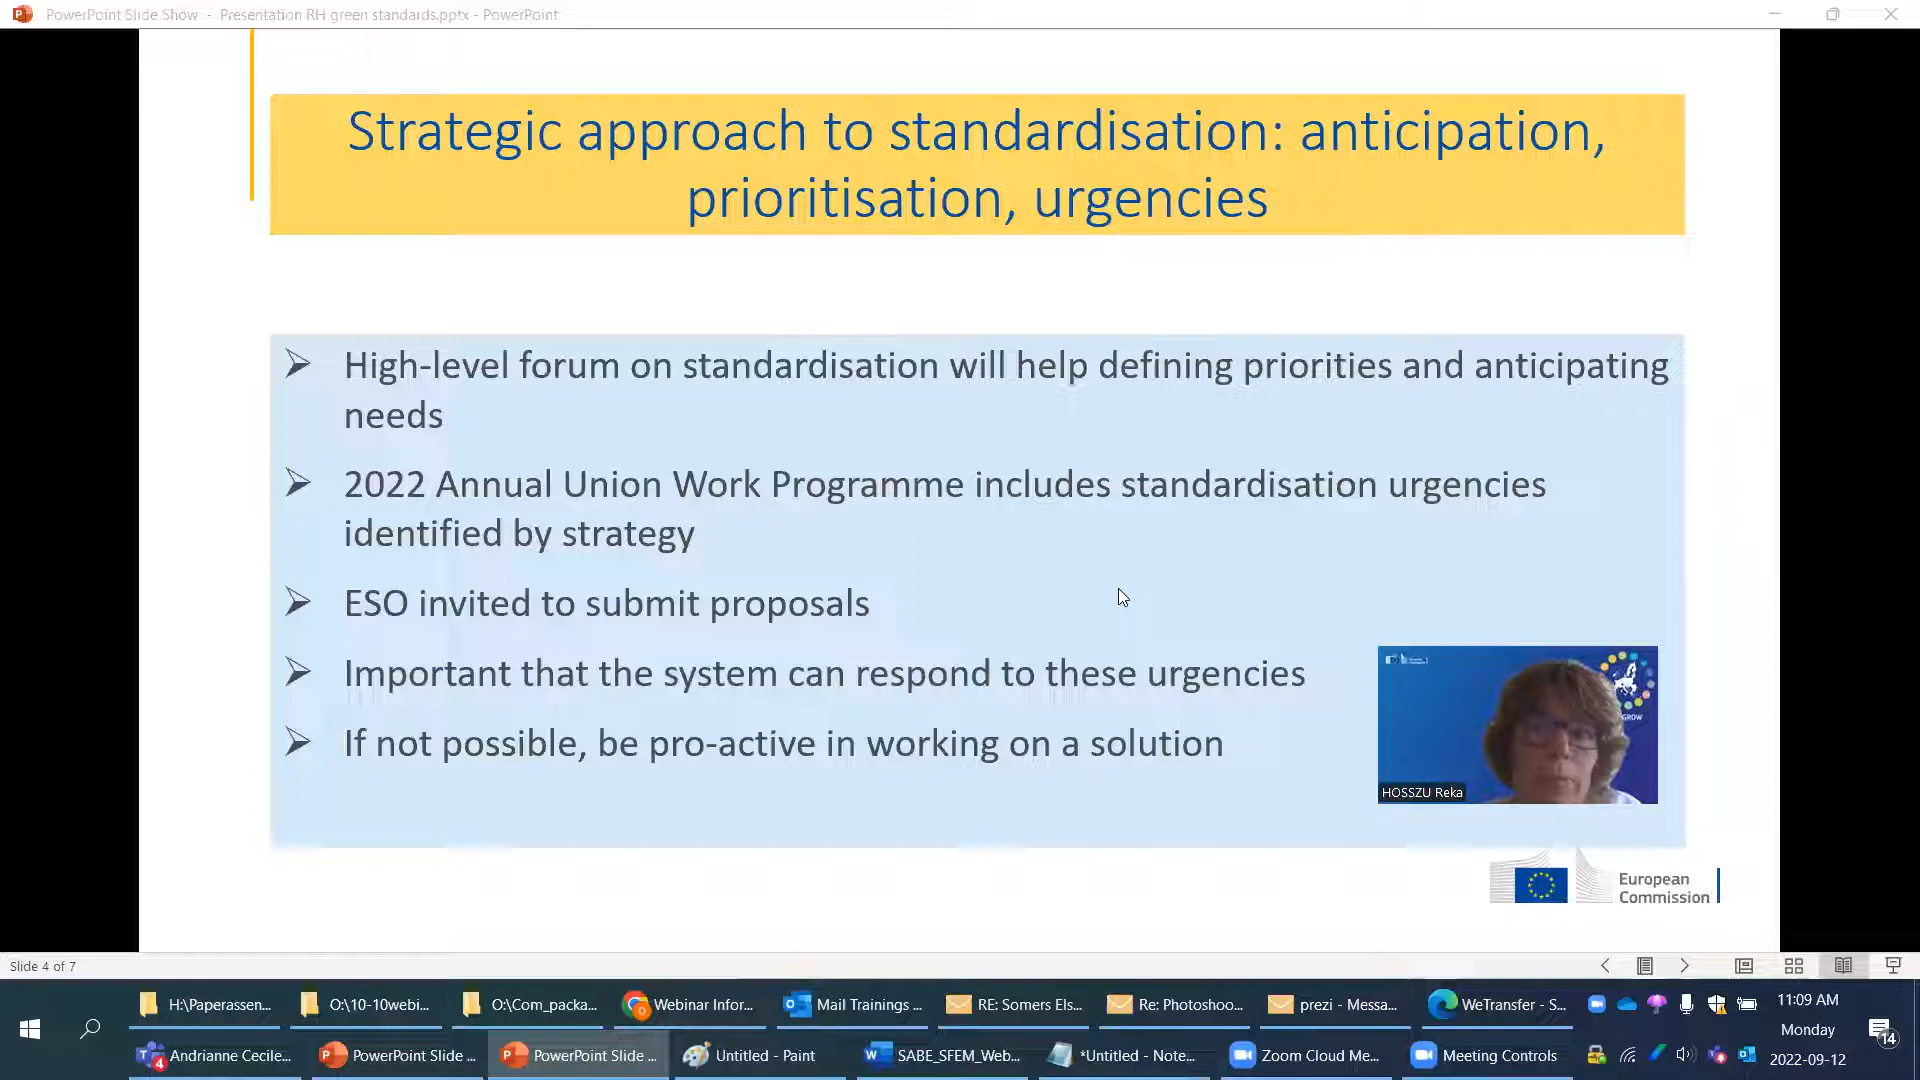 PowerPoint Slide Show - Presentation RH green standards.pptx - PowerPoint
Strategic approach to standardisation: anticipation,
prioritisation, urgencies
High-level forum on standardisation will help defining priorities and anticipating
needs
2022 Annual Union Work Programme includes standardisation urgencies
identified by strategy
ESO invited to submit proposals
Important that the system can respond to these urgencies
If not possible, be pro-active in working on a solution
GROW
HOSSZU Reka
European
Commission
Slide 4 of 7
H:\Paperassen...
O:\10-10webi...
O:\Com_packa...
Webinar Infor...
Mail Trainings ...
RE: Somers Els...
Re: Photoshoo...
prezi - Messa...
WeTransfer - S...
11:09 AM
Monday
2022-09-12
14
4
Andrianne Cecile...
PowerPoint Slide ...
PowerPoint Slide ...
Untitled - Paint
SABE_SFEM_Web...
*Untitled - Note...
Zoom Cloud Me...
Meeting Controls